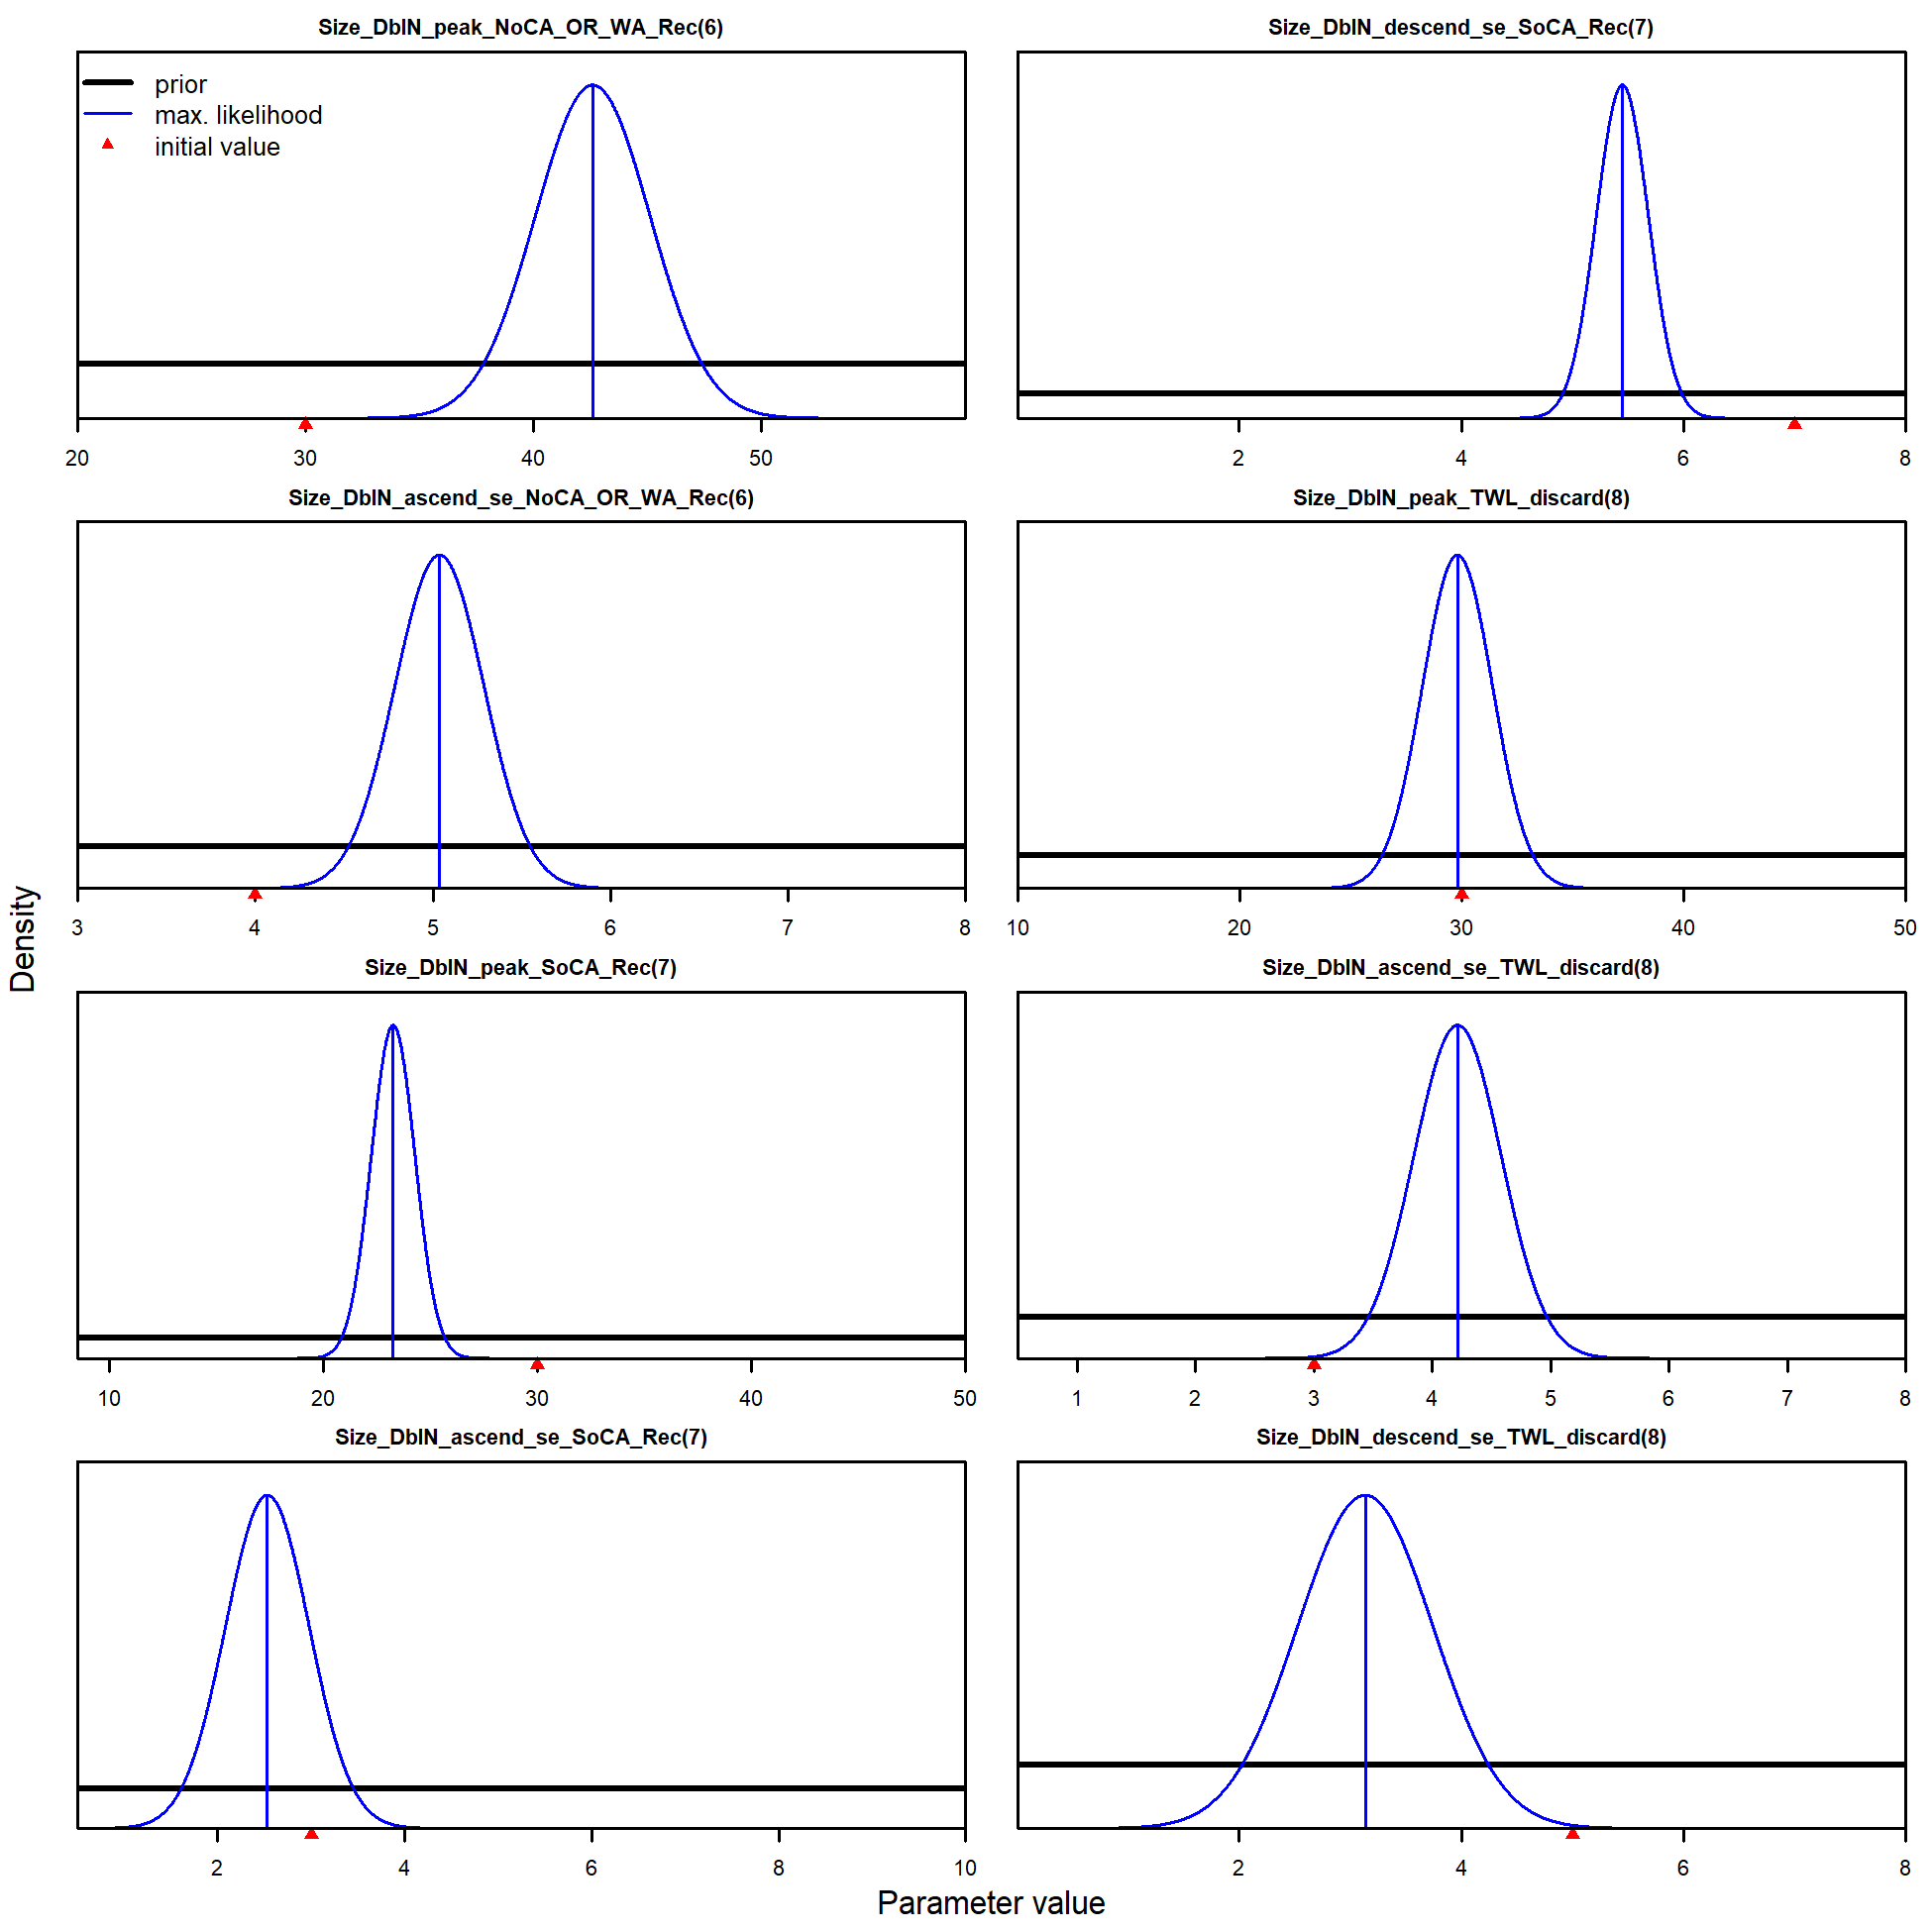 Size_DblN_peak_NoCA_OR_WA_Rec(6)
prior
max. likelihood
initial value
20 30 40 50
Size_DblN_descend_se_SoCA_Rec(7)
2 4 6 8
Size_DblN_ascend_se_NoCA_OR_WA_Rec(6)
3 4 5 6 7 8
Size_DblN_peak_TWL_discard(8)
10 20 30 40 50
Density
Size_DblN_peak_SoCA_Rec(7)
10 20 30 40 50
Size_DblN_ascend_se_TWL_discard(8)
1 2 3 4 5 6 7 8
Size_DblN_ascend_se_SoCA_Rec(7)
2 4 6 8 10
Size_DblN_descend_se_TWL_discard(8)
2 4 6 8
Parameter value